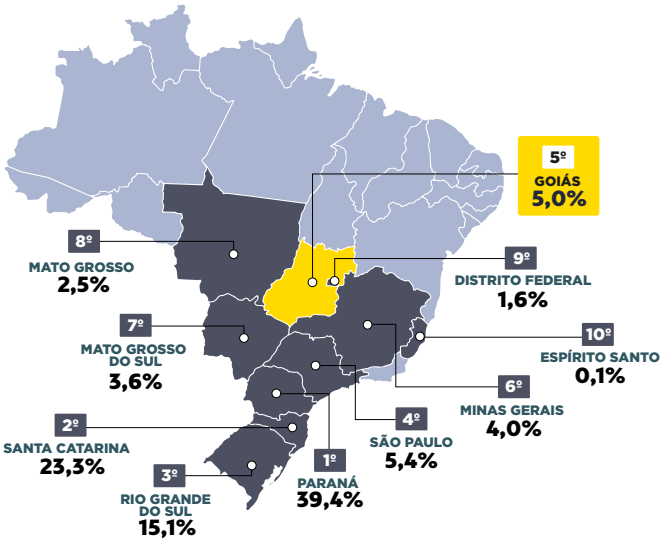 5º
GOIÁS
5,0%
8º
MATO GROSSO
2,5%
9º
DISTRITO FEDERAL
1,6%
7º
MATO GROSSO
DO SUL
3,6%
10º
ESPÍRITO SANTO
0,1%
6º
MINAS GERAIS
4,0%
2º
SANTA CATARINA
23,3%
4º
SÃO PAULO
5,4%
1º
PARANÁ
39,4%
3º
RIO GRANDE
DO SUL
15,1%